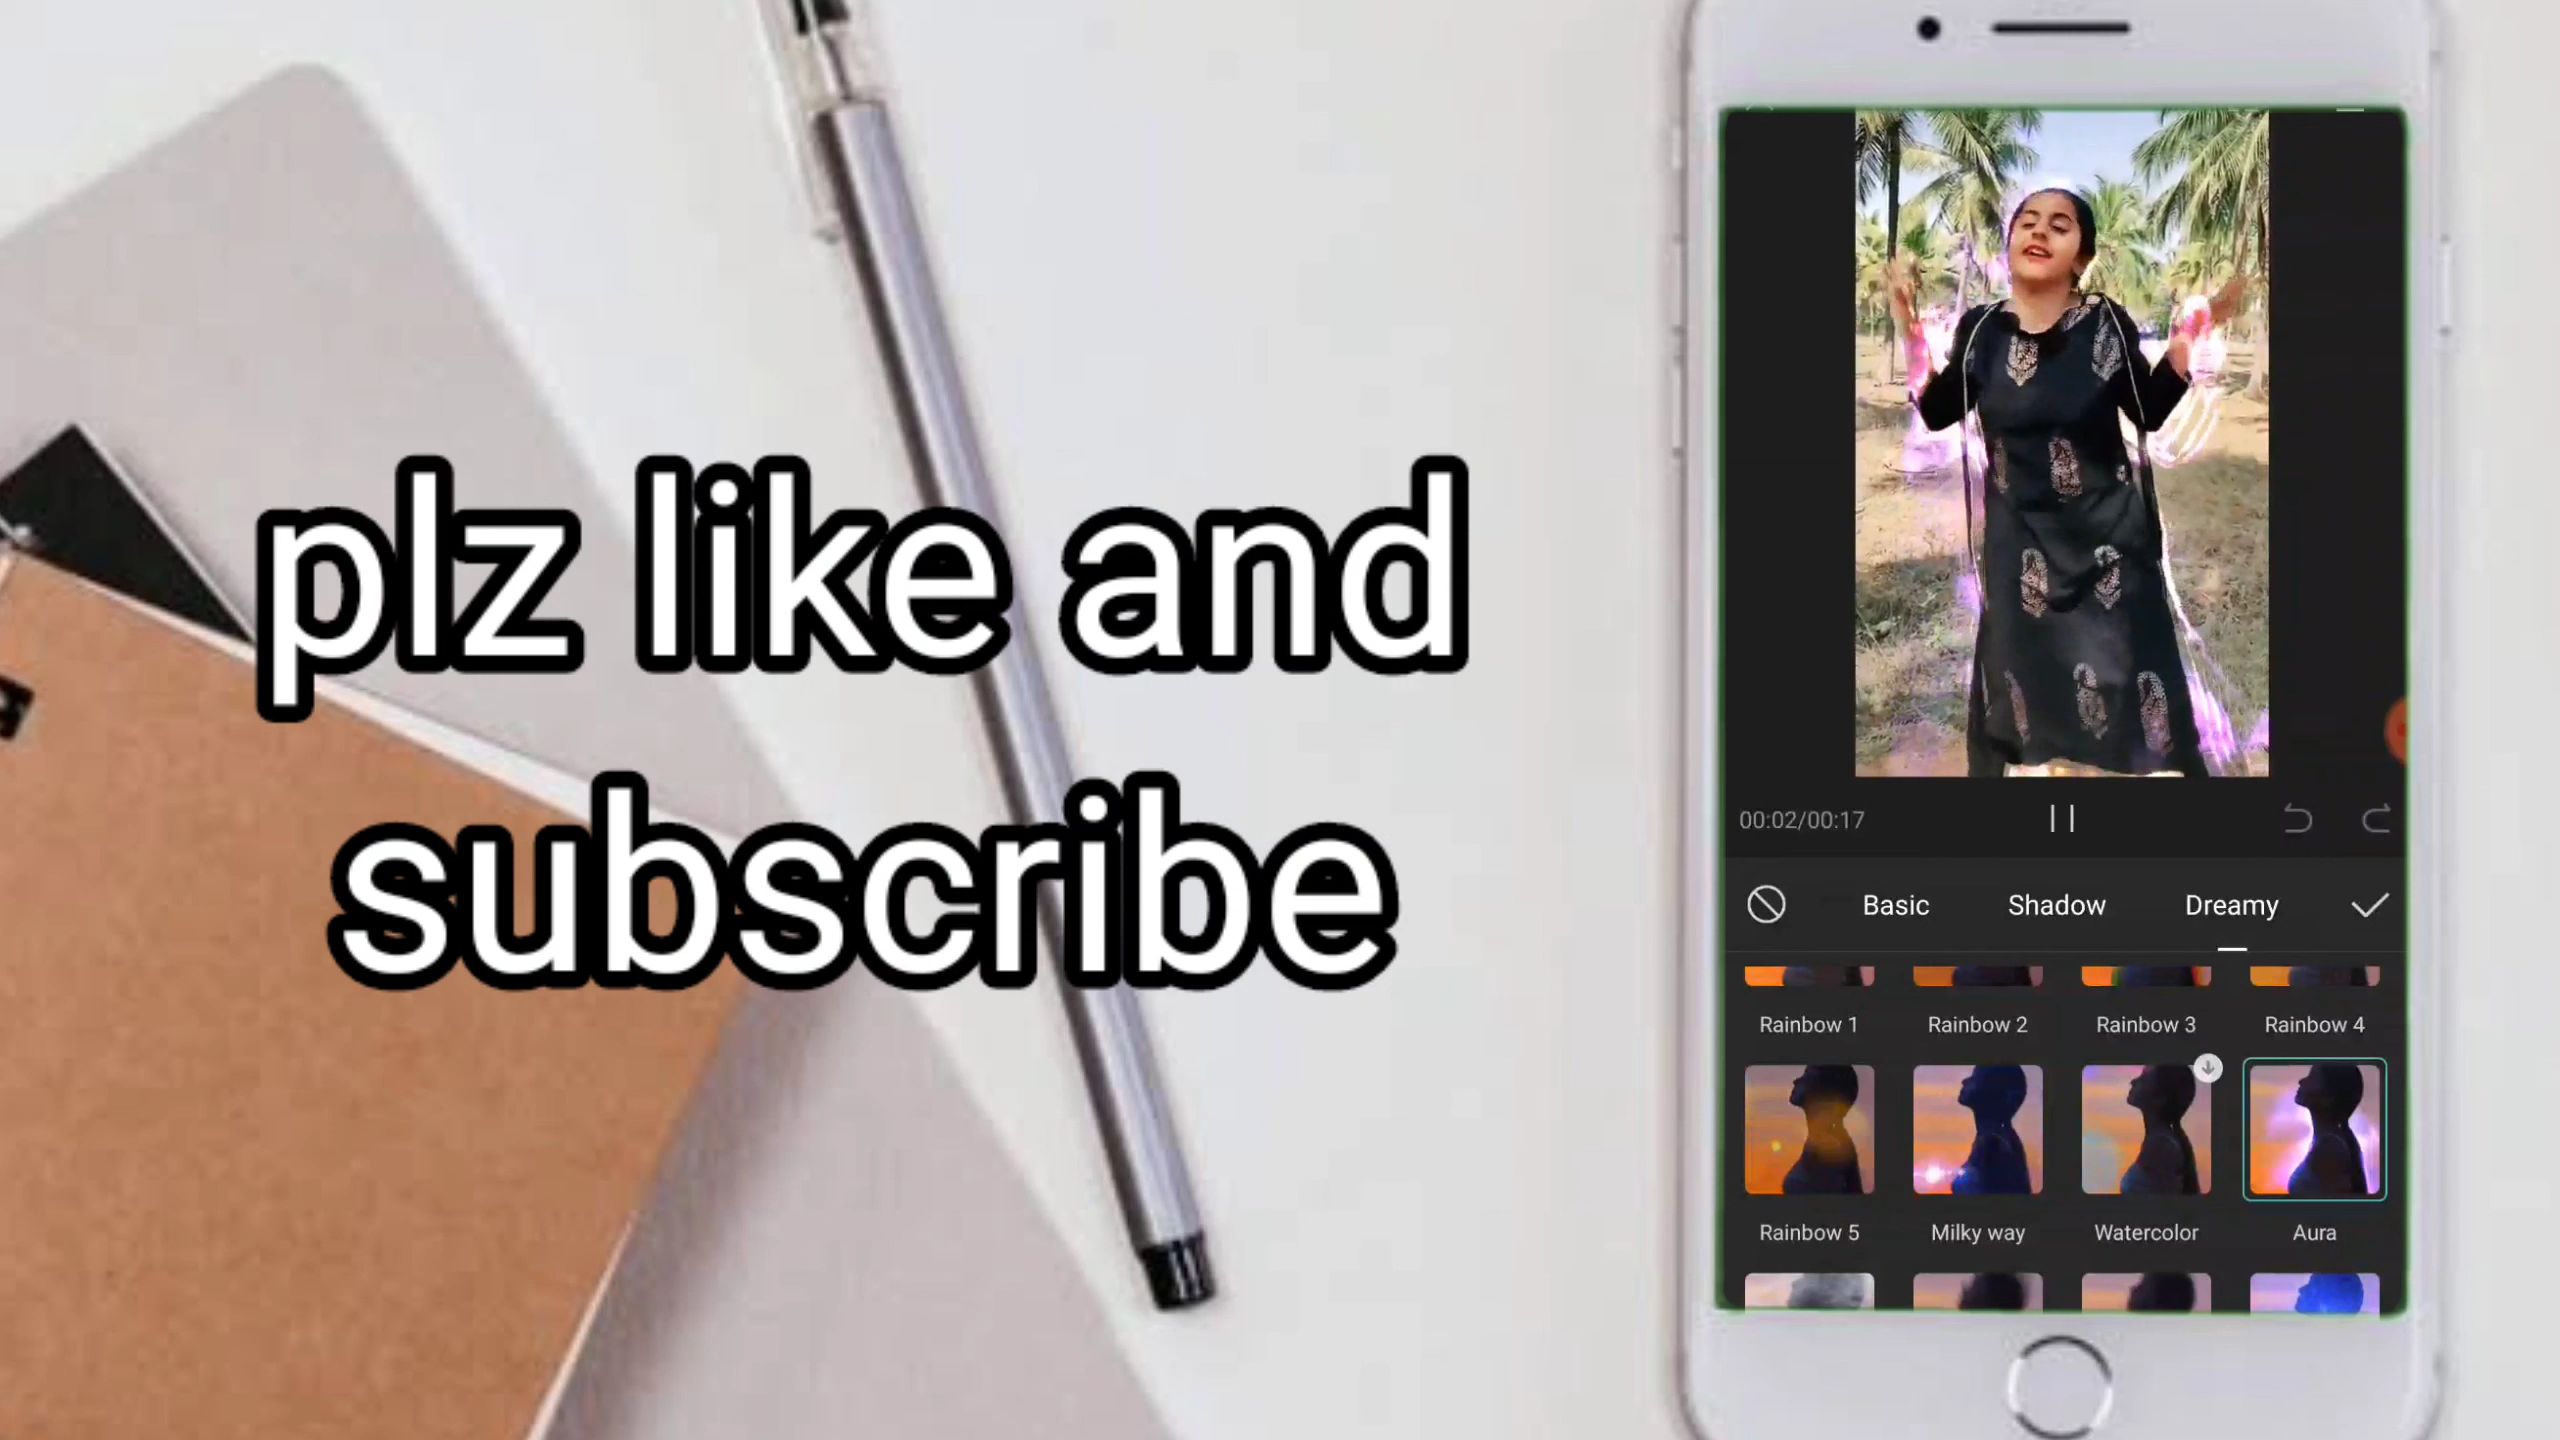 plz like and
subscribe
00:02/00:17
Basic Shadow Dreamy
Rainbow 1 Rainbow 2 Rainbow 3 Rainbow 4
Rainbow 5 Milky way Watercolor Aura